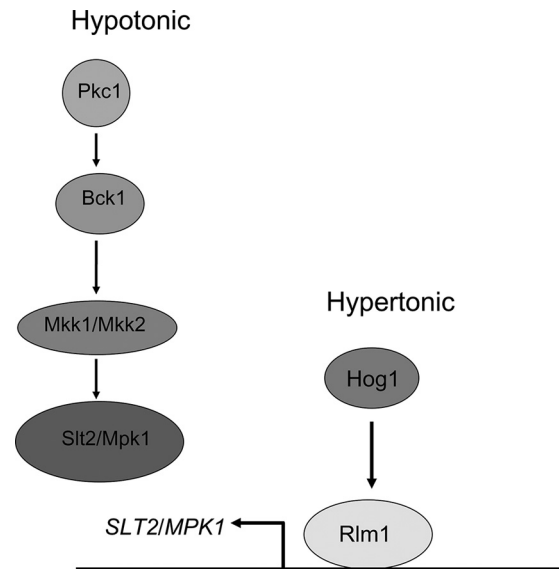 Hypotonic
Pkc1
Bck1
Mkk1/Mkk2
Slt2/Mpk1
Hypertonic
Hog1
Rlm1
SLT2/MPK1